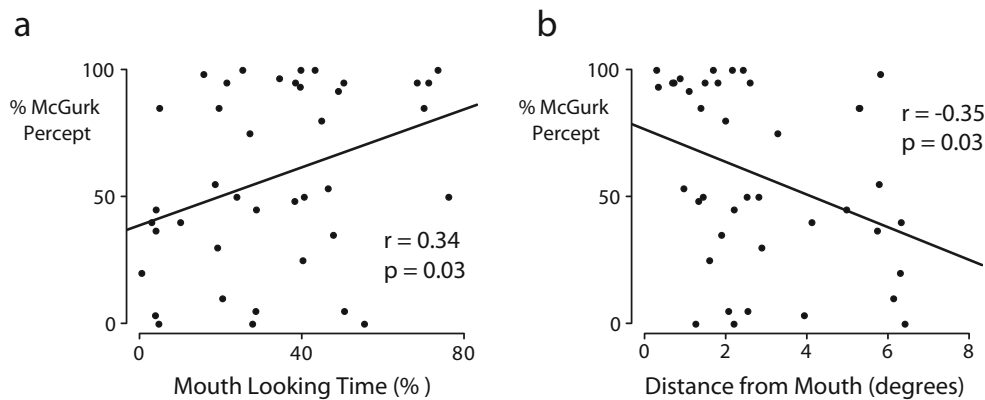 a
100
% McGurk
Percept
50
0
r = 0.34
p = 0.03
0
40
80
Mouth Looking Time (% )
b
100
% McGurk
Percept
50
0
r = -0.35
p = 0.03
0
2
4
6
8
Distance from Mouth (degrees)